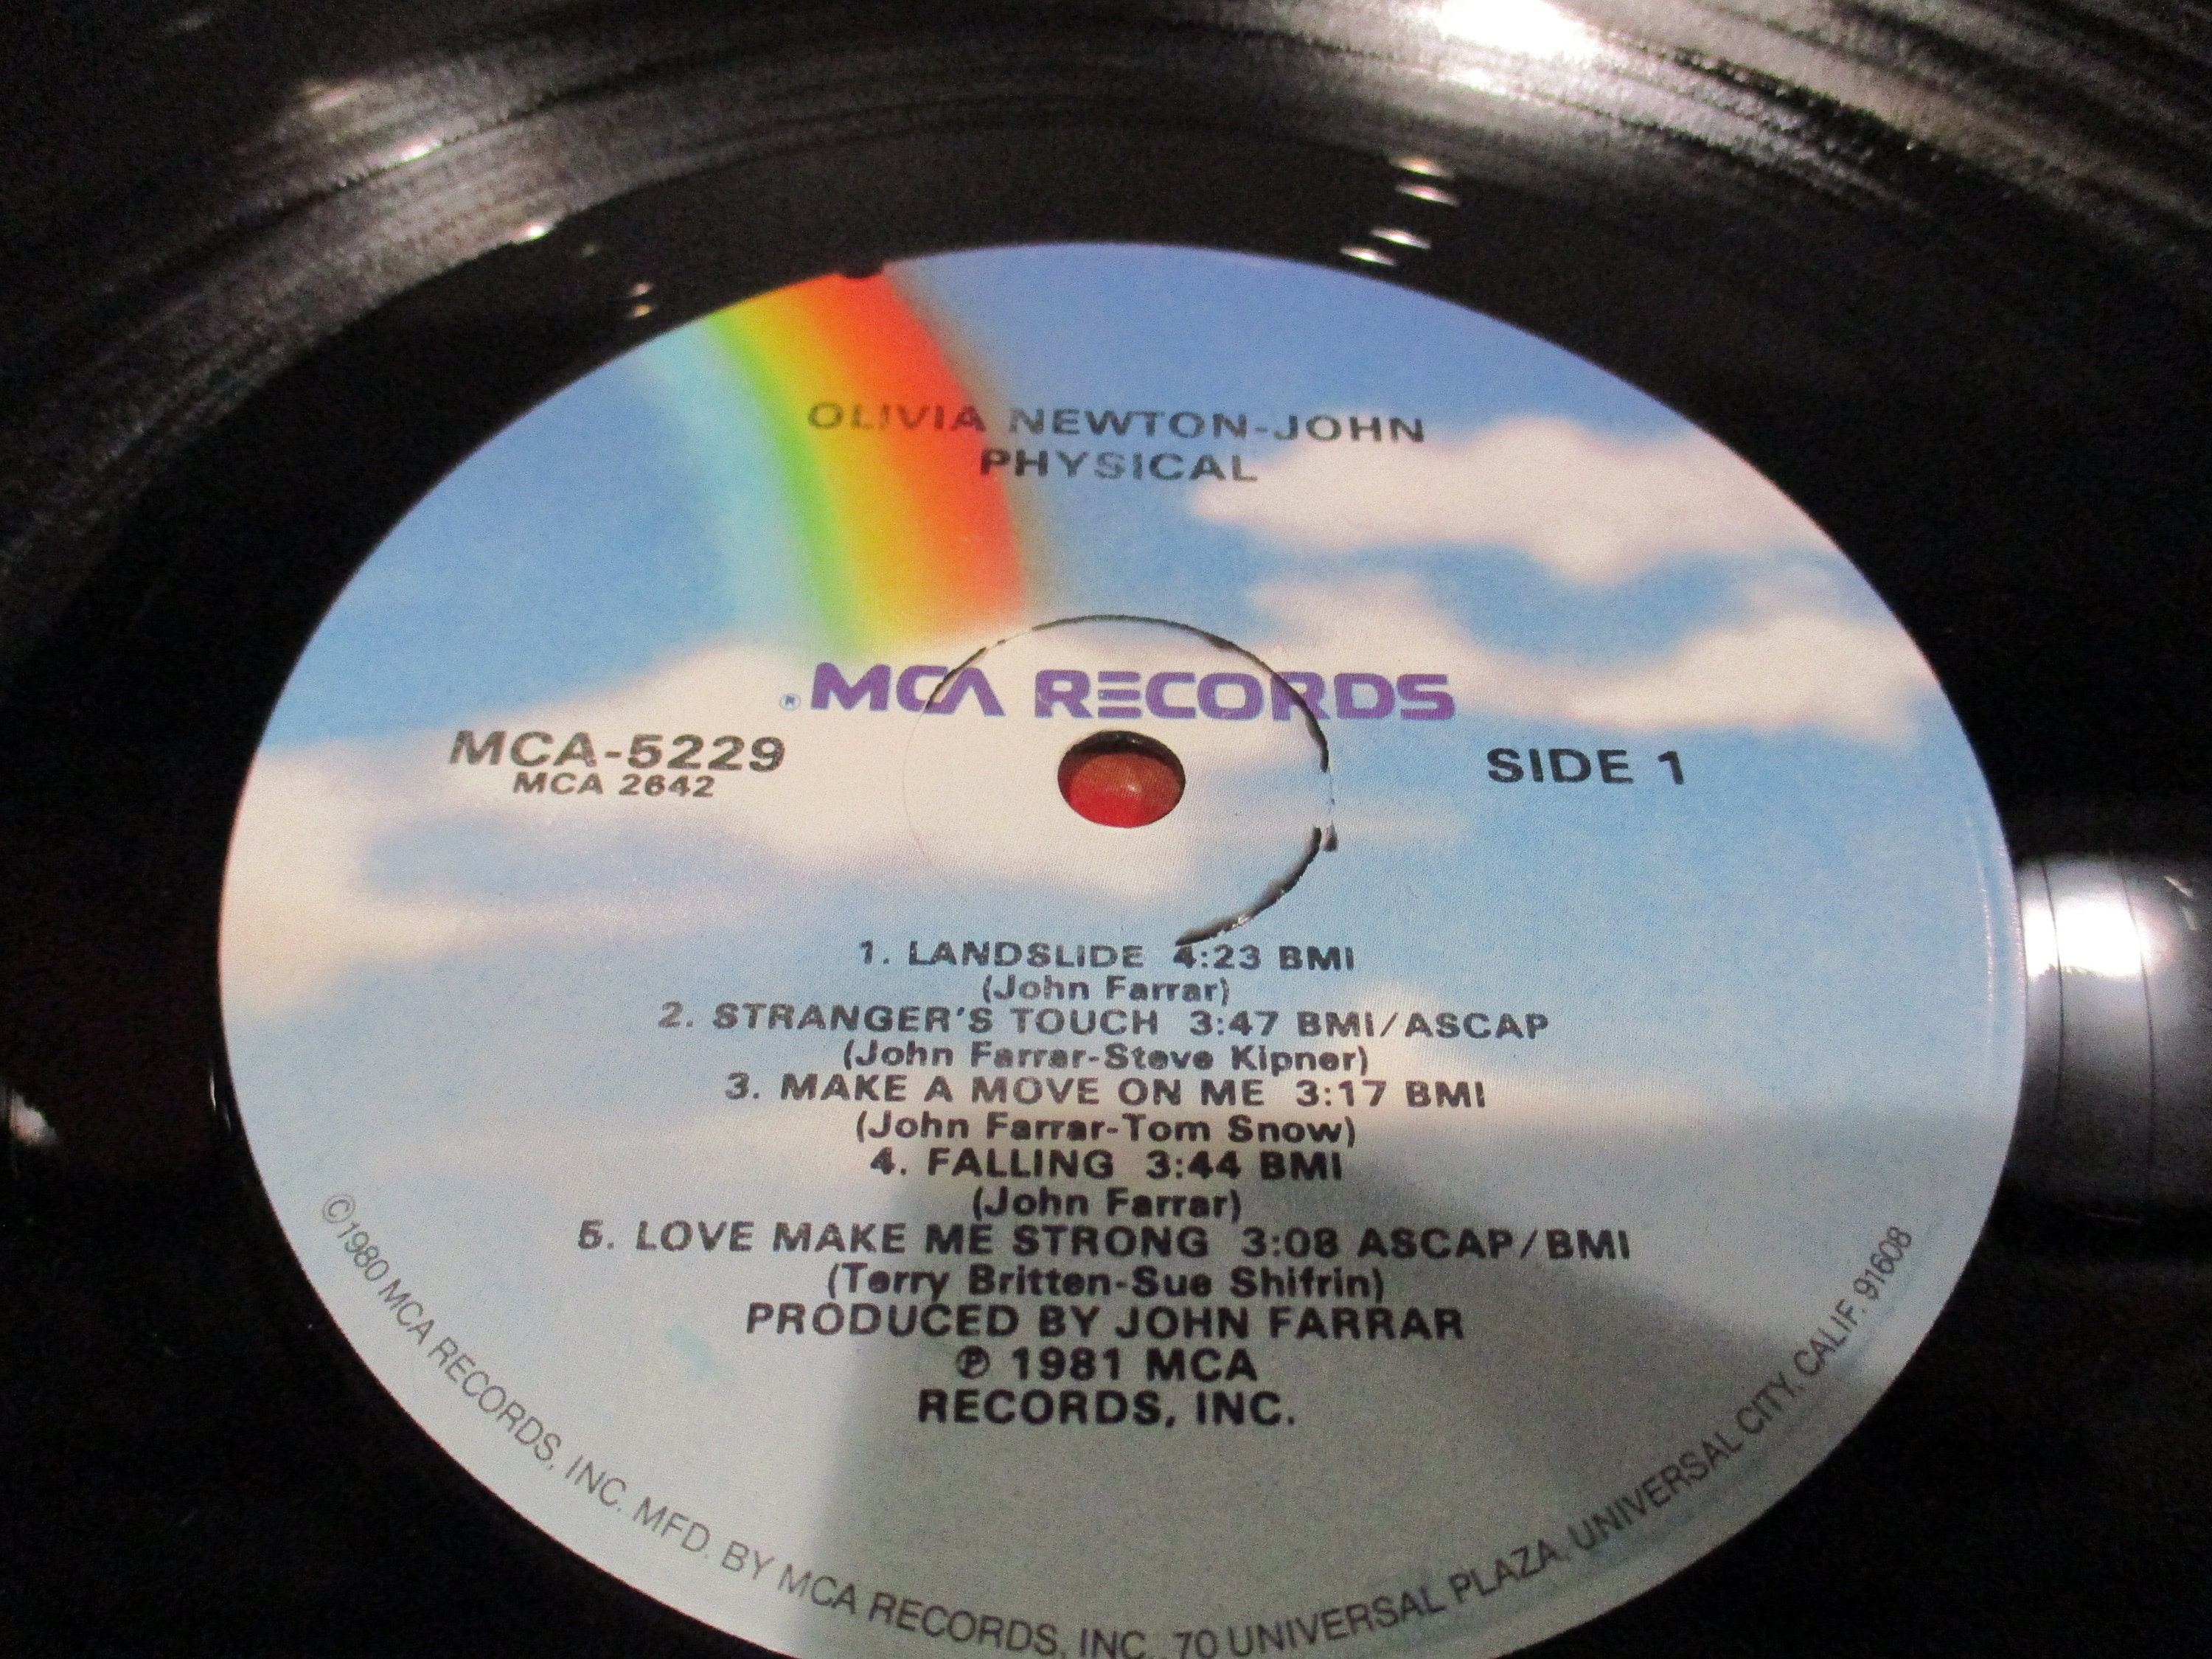 OLIVIA NEWTON-JOHN
PHYSICAL
® MCA RECORDS
MCA-5229
MCA 2642
SIDE 1
1. LANDSLIDE 4:23 BMI
(John Farrar)
2. STRANGER'S TOUCH 3:47 BMI/ASCAP
(John Farrar-Steve Kipner)
3. MAKE A MOVE ON ME 3:17 BMI
(John Farrar-Tom Snow)
4. FALLING 3:44 BMI
(John Farrar)
5. LOVE MAKE ME STRONG 3:08 ASCAP/BMI
(Terry Britten-Sue Shifrin)
PRODUCED BY JOHN FARRAR
℗ 1981 MCA
RECORDS, INC.
©1980 MCA RECORDS, INC. MFD. BY MCA RECORDS, INC., 70 UNIVERSAL PLAZA, UNIVERSAL CITY, CALIF. 91608